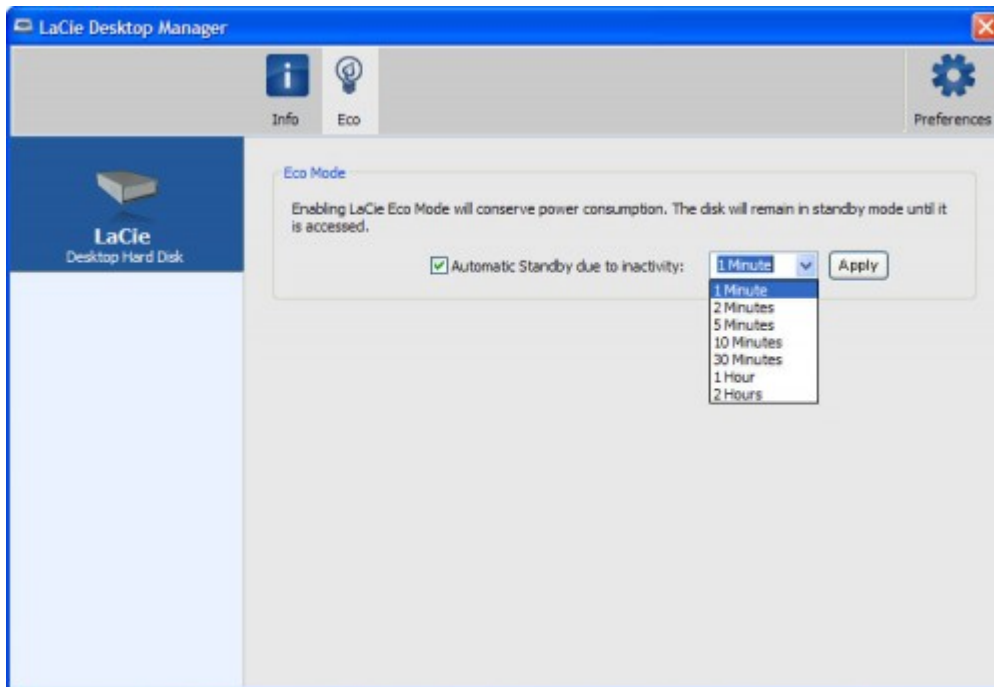 LaCie Desktop Manager
Info
Eco
Preferences
LaCie
Desktop Hard Disk
Eco Mode
Enabling LaCie Eco Mode will conserve power consumption. The disk will remain in standby mode until it
is accessed.
Automatic Standby due to inactivity:
1 Minute
Apply
1 Minute
2 Minutes
5 Minutes
10 Minutes
30 Minutes
1 Hour
2 Hours